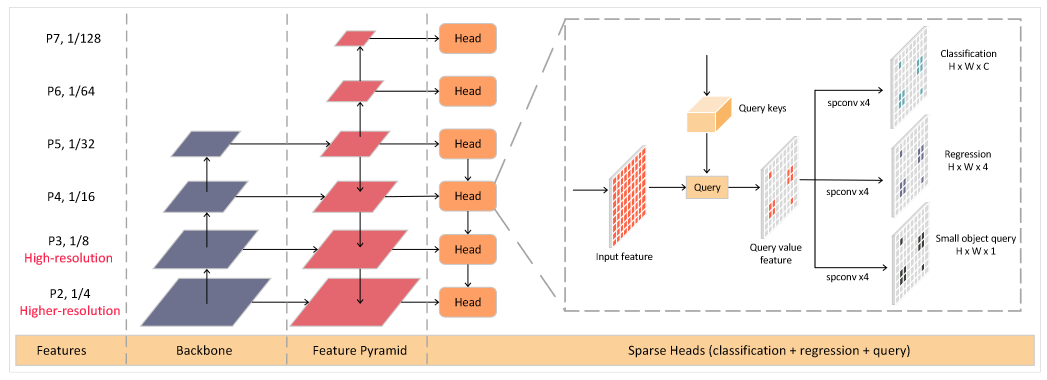 P7, 1/128
Head
P6, 1/64
Head
P5, 1/32
Head
P4, 1/16
Head
P3, 1/8
High-resolution
Head
P2, 1/4
Higher-resolution
Head
Query keys
Query
Input feature
Query value
feature
spconv x4
Classification
H x W x C
spconv x4
Regression
H x W x 4
spconv x4
Small object query
H x W x 1
Features
Backbone
Feature Pyramid
Sparse Heads (classification + regression + query)